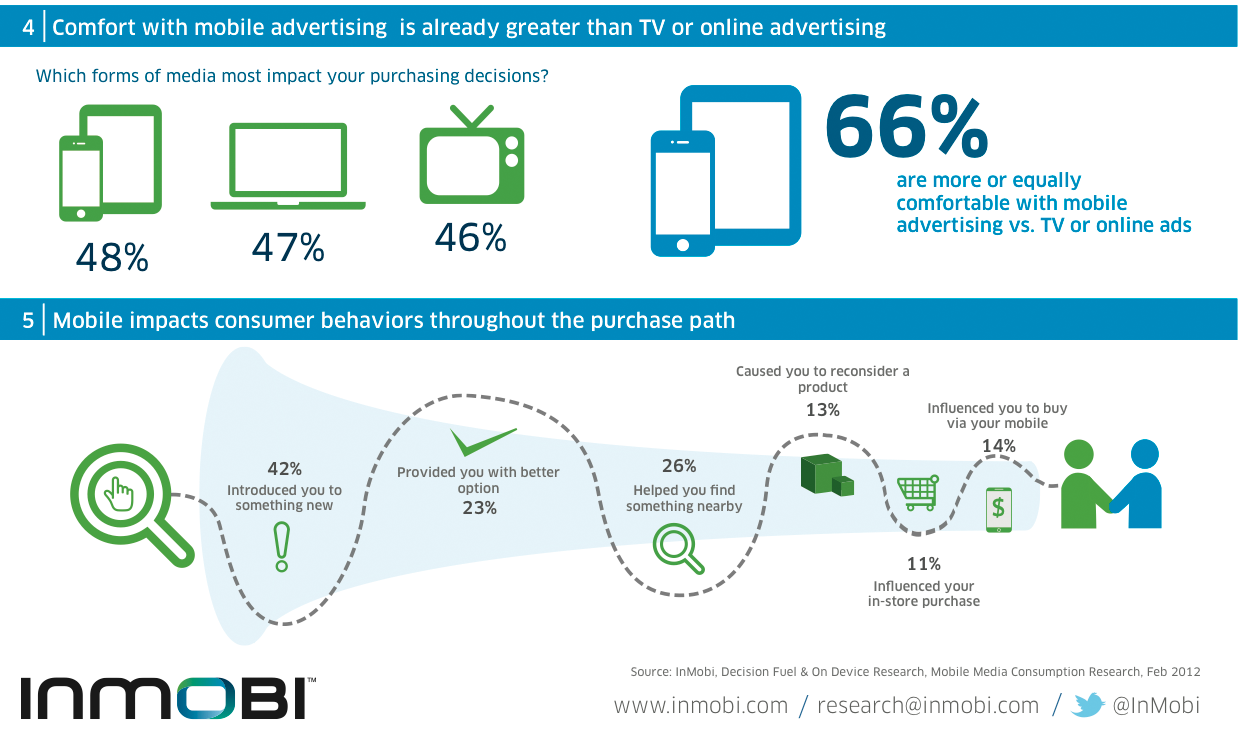 4 Comfort with mobile advertising is already greater than TV or online advertising
Which forms of media most impact your purchasing decisions?
48%
47%
46%
66%
are more or equally
comfortable with mobile
advertising vs. TV or online ads
5 Mobile impacts consumer behaviors throughout the purchase path
42%
Introduced you to
something new
Provided you with better
option
23%
26%
Helped you find
something nearby
Caused you to reconsider a
product
13%
11%
Influenced your
in-store purchase
Influenced you to buy
via your mobile
14%
$
INMOBI™
Source: InMobi, Decision Fuel & On Device Research, Mobile Media Consumption Research, Feb 2012
www.inmobi.com / research@inmobi.com / @InMobi